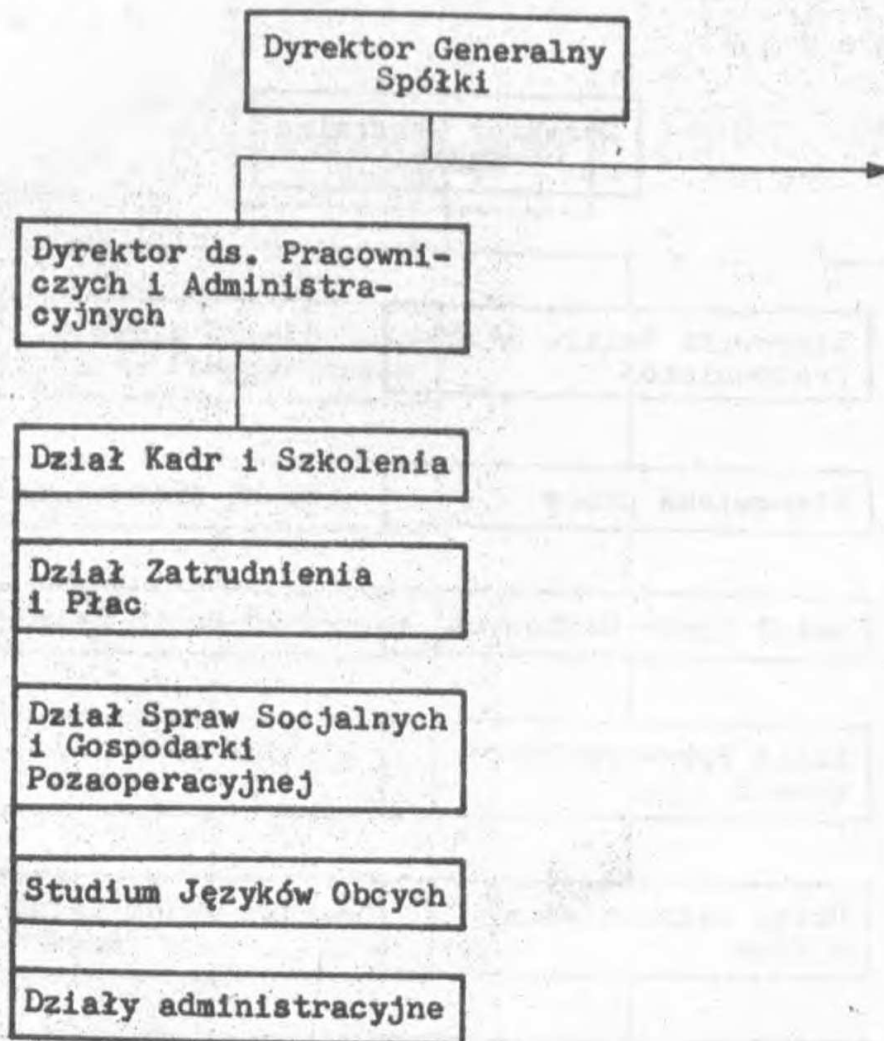 Dyrektor Generalny
Spółki
Dyrektor ds. Pracowni-
czych i Administra-
cyjnych
Dział Kadr i Szkolenia
Dział Zatrudnienia
i Płac
Dział Spraw Socjalnych
i Gospodarki
Pozaoperacyjnej
Studium Języków Obcych
Działy administracyjne